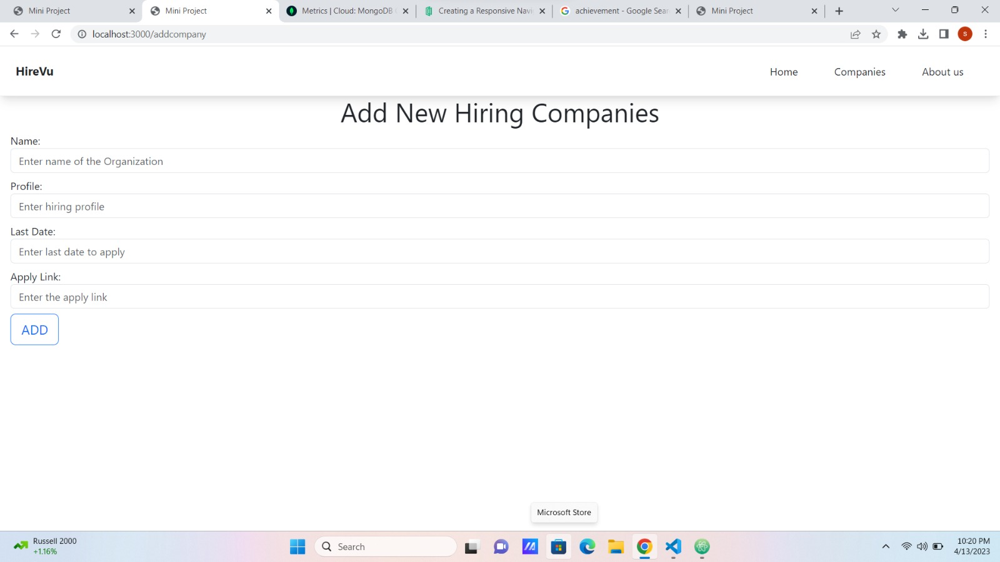 Mini Project
Mini Project
Metrics | Cloud: MongoDB
Creating a Responsive Navi
achievement - Google Sear
Mini Project
localhost:3000/addcompany
S
HireVu
Home
Companies
About us
Add New Hiring Companies
Name:
Enter name of the Organization
Profile:
Enter hiring profile
Last Date:
Enter last date to apply
Apply Link:
Enter the apply link
ADD
Microsoft Store
Russell 2000
+1.16%
Search
10:20 PM
4/13/2023